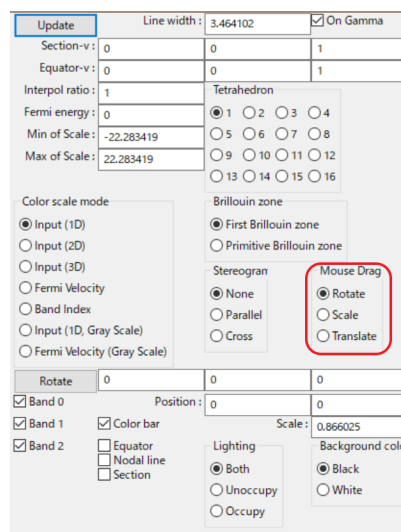 Update Line width : 3.464102 On Gamma
Section-v : 0 0 1
Equator-v : 0 0 1
Interpol ratio : 1 Tetrahedron
Fermi energy : 0 1 2 3 4
Min of Scale : -22.283419 5 6 7 8
Max of Scale : 22.283419 9 10 11 12
13 14 15 16
Color scale mode Brillouin zone
Input (1D) First Brillouin zone
Input (2D) Primitive Brillouin zone
Input (3D) Stereogram Mouse Drag
Fermi Velocity None Rotate
Band Index Parallel Scale
Input (1D, Gray Scale) Cross Translate
Fermi Velocity (Gray Scale)
Rotate 0 0 0
Band 0 Position : 0 0
Band 1 Color bar Scale : 0.866025
Band 2 Equator Lighting Background colo
Nodal line Both Black
Section Unoccupy White
Occupy